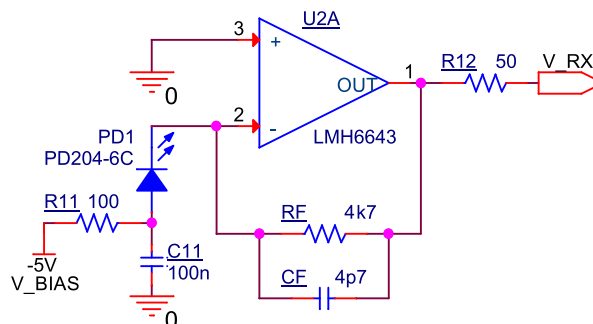 U2A
3
+
1
OUT
R12 50
V_RX
0
2
-
LMH6643
PD1
PD204-6C
R11 100
RF 4k7
-5V
V_BIAS
C11
100n
CF 4p7
0